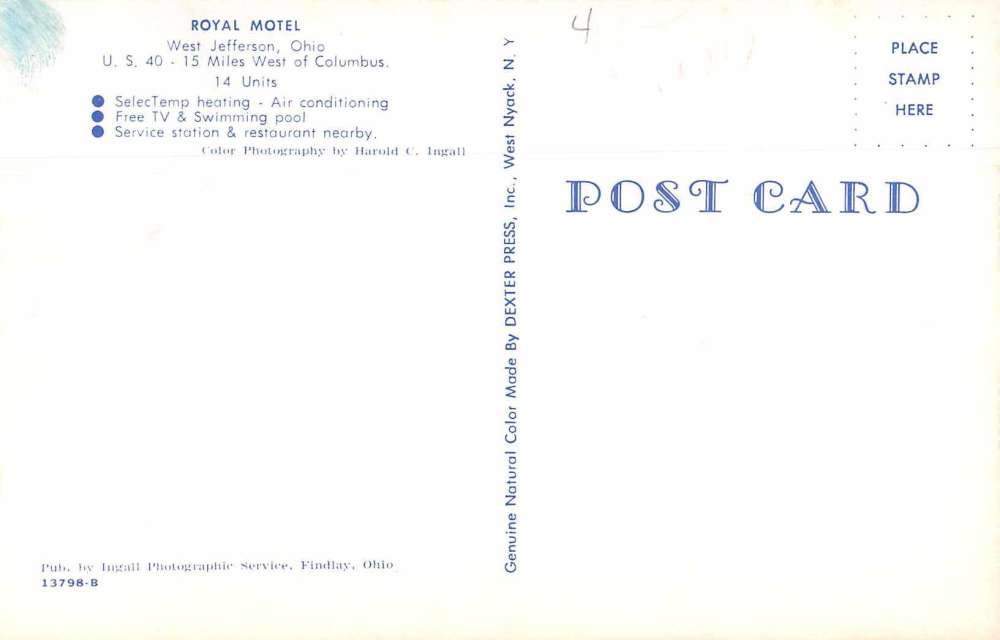 ROYAL MOTEL
West Jefferson, Ohio
U. S. 40 - 15 Miles West of Columbus.
14 Units
● SelecTemp heating - Air conditioning
● Free TV & Swimming pool
● Service station & restaurant nearby.
Color Photography by Harold C. Ingall
Pub. by Ingall Photographic Service, Findlay, Ohio
13798-B
Genuine Natural Color Made By DEXTER PRESS, Inc., West Nyack, N. Y
4
PLACE
STAMP
HERE
POST CARD